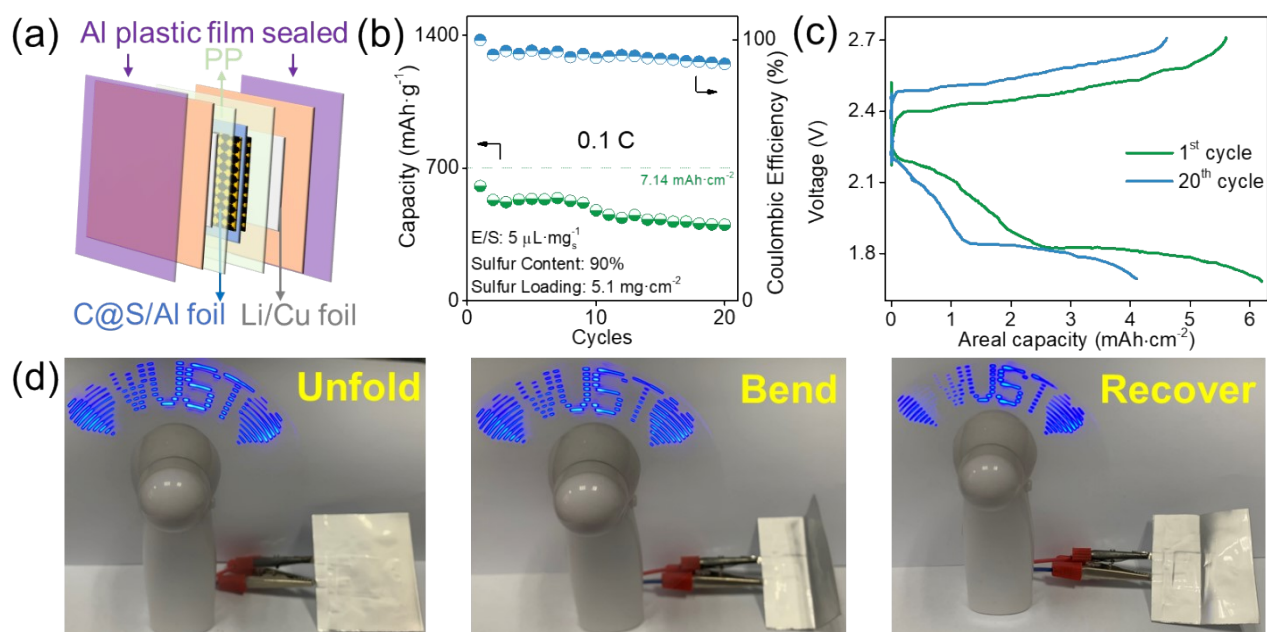 (a)
Al plastic film sealed
PP
C@S/Al foil
Li/Cu foil
(b)
1400
700
0
Capacity (mAh·g⁻¹)
0.1 C
7.14 mAh·cm⁻²
E/S: 5 μL·mgₛ⁻¹
Sulfur Content: 90%
Sulfur Loading: 5.1 mg·cm⁻²
0
10
20
Cycles
100
0
Coulombic Efficiency (%)
(c)
2.7
2.4
2.1
1.8
Voltage (V)
1ˢᵗ cycle
20ᵗʰ cycle
0
1
2
3
4
5
6
Areal capacity (mAh·cm⁻²)
(d)
Unfold
WUST
Bend
WUST
Recover
WUST